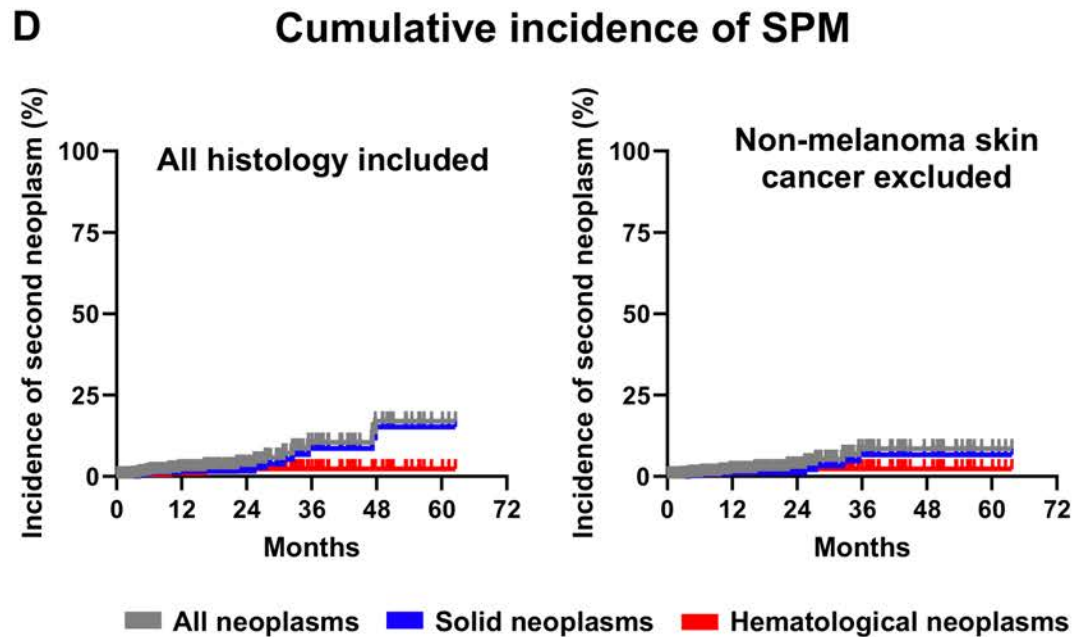 D
Cumulative incidence of SPM
Incidence of second neoplasm (%)
All histology included
100
75
50
25
0
0 12 24 36 48 60 72
Months
Incidence of second neoplasm (%)
Non-melanoma skin
cancer excluded
100
75
50
25
0
0 12 24 36 48 60 72
Months
All neoplasms Solid neoplasms Hematological neoplasms